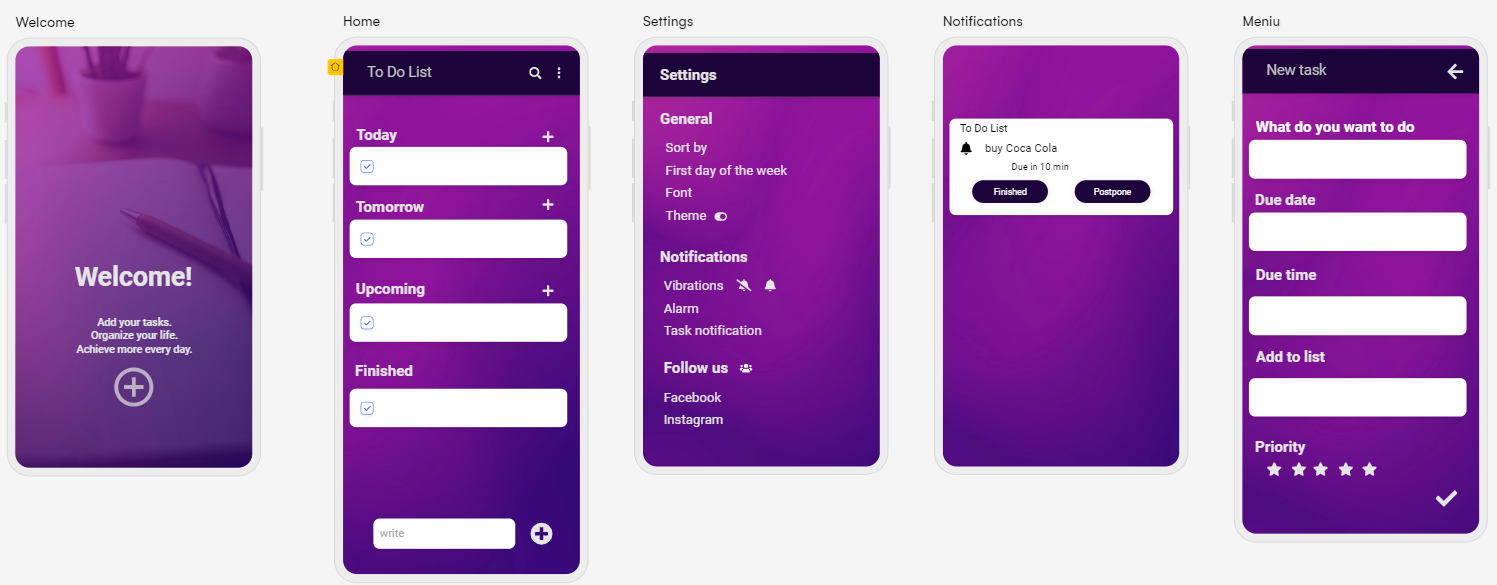 Welcome
Welcome!
Add your tasks.
Organize your life.
Achieve more every day.
Home
To Do List
Today
Tomorrow
Upcoming
Finished
write
Settings
Settings
General
Sort by
First day of the week
Font
Theme
Notifications
Vibrations
Alarm
Task notification
Follow us
Facebook
Instagram
Notifications
To Do List
buy Coca Cola
Due in 10 min
Finished Postpone
Meniu
New task
What do you want to do
Due date
Due time
Add to list
Priority